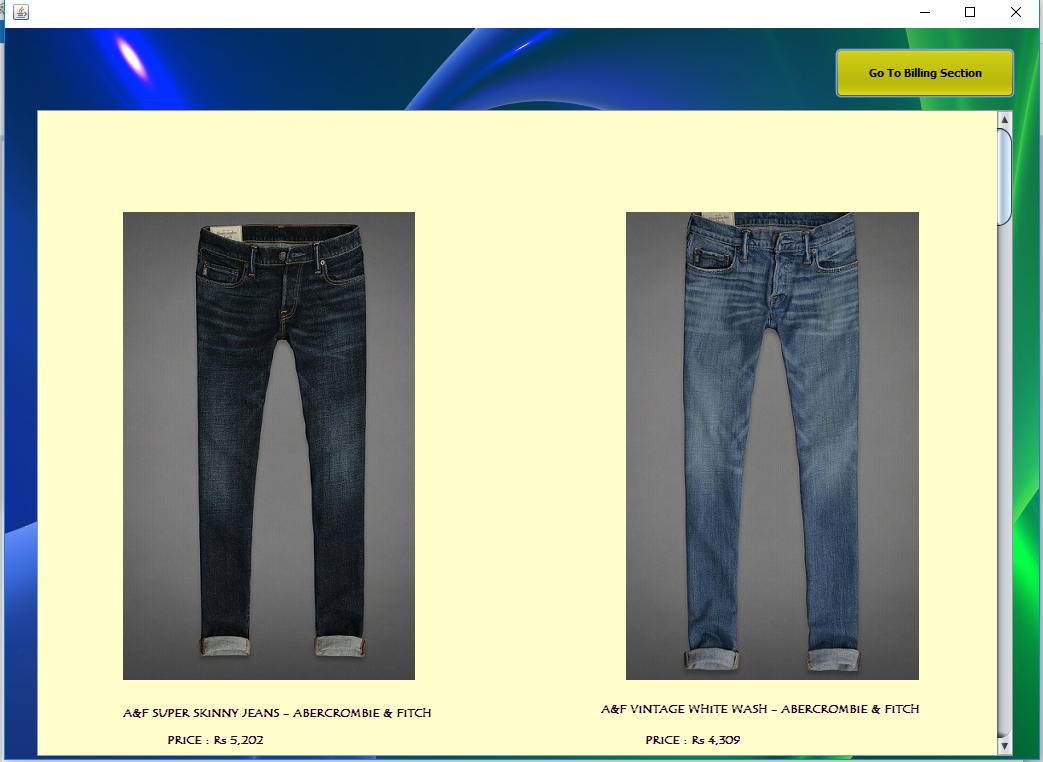 Go To Billing Section
A&F SUPER SKINNY JEANS - ABERCROMBIE & FITCH
A&F VINTAGE WHITE WASH - ABERCROMBIE & FITCH
PRICE : Rs 5,202
PRICE : Rs 4,309